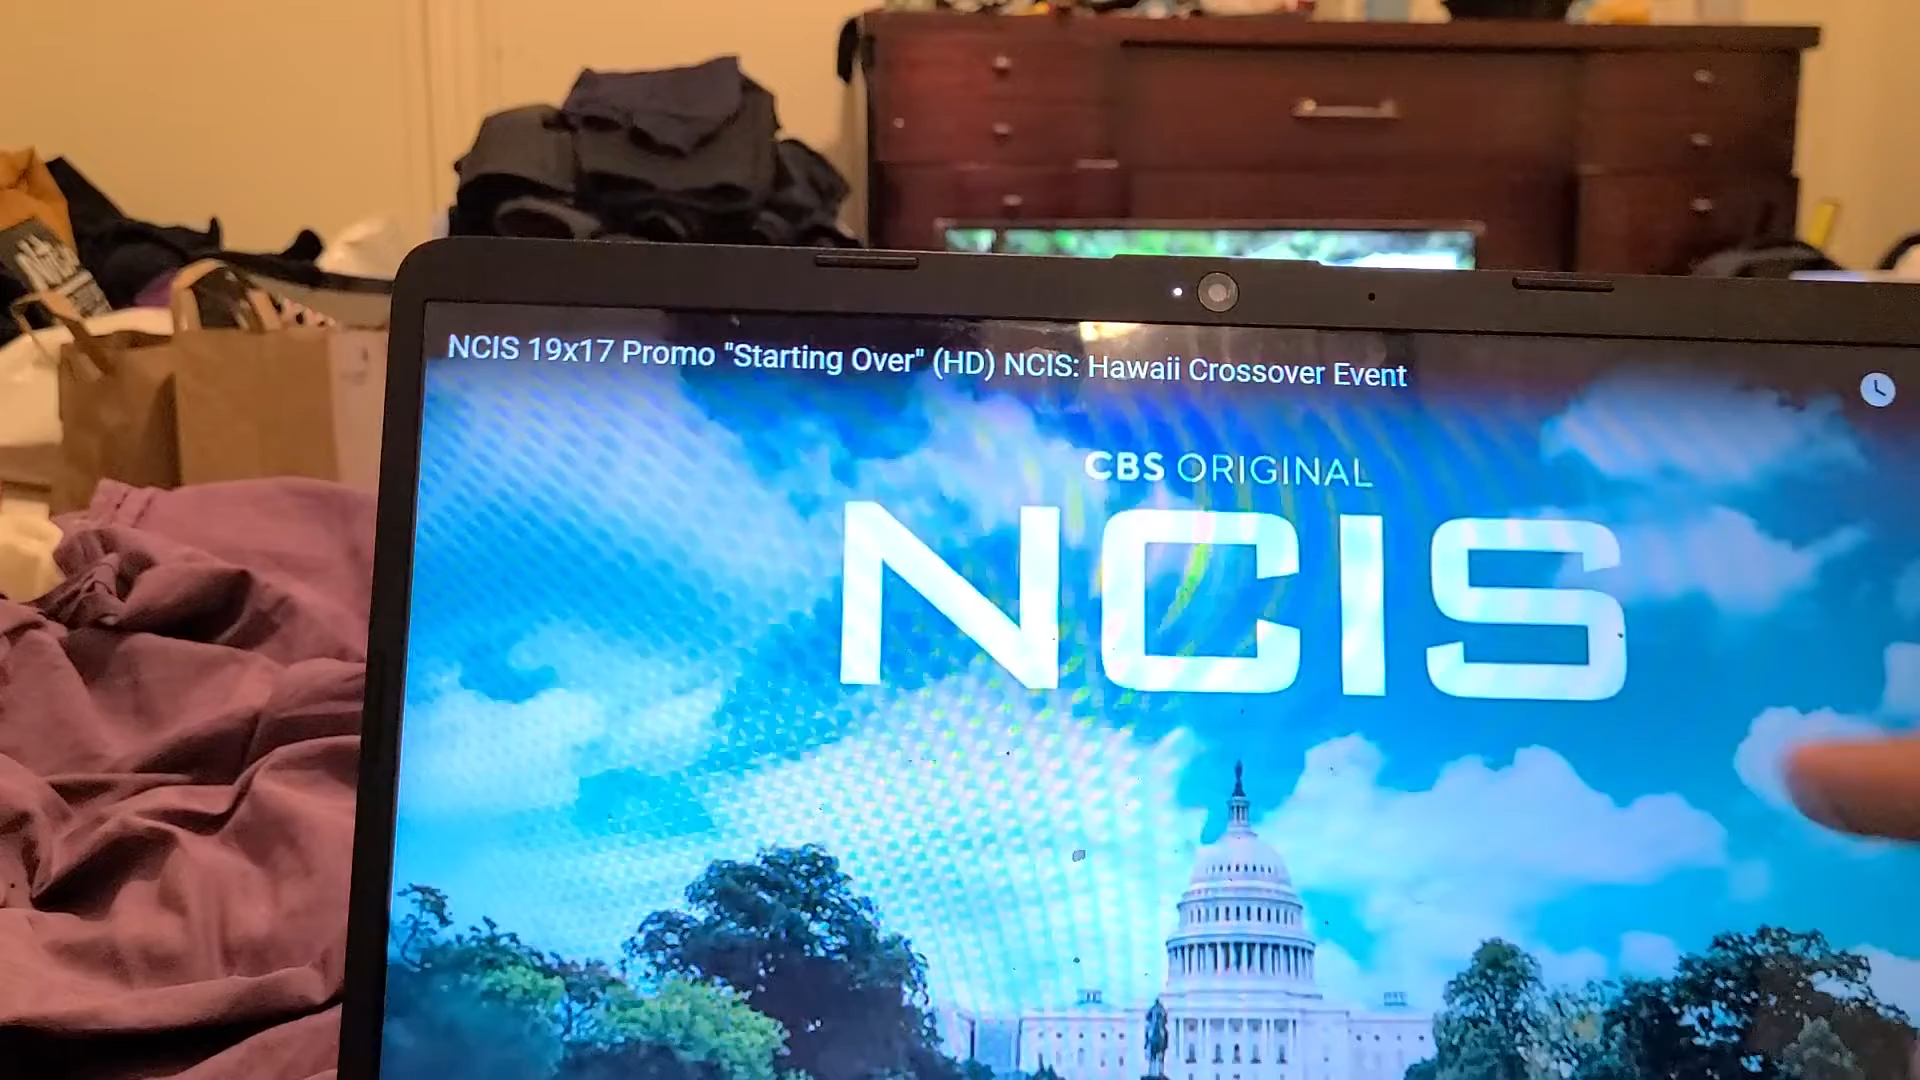 NCIS 19x17 Promo "Starting Over" (HD) NCIS: Hawaii Crossover Event
CBS ORIGINAL
NCIS